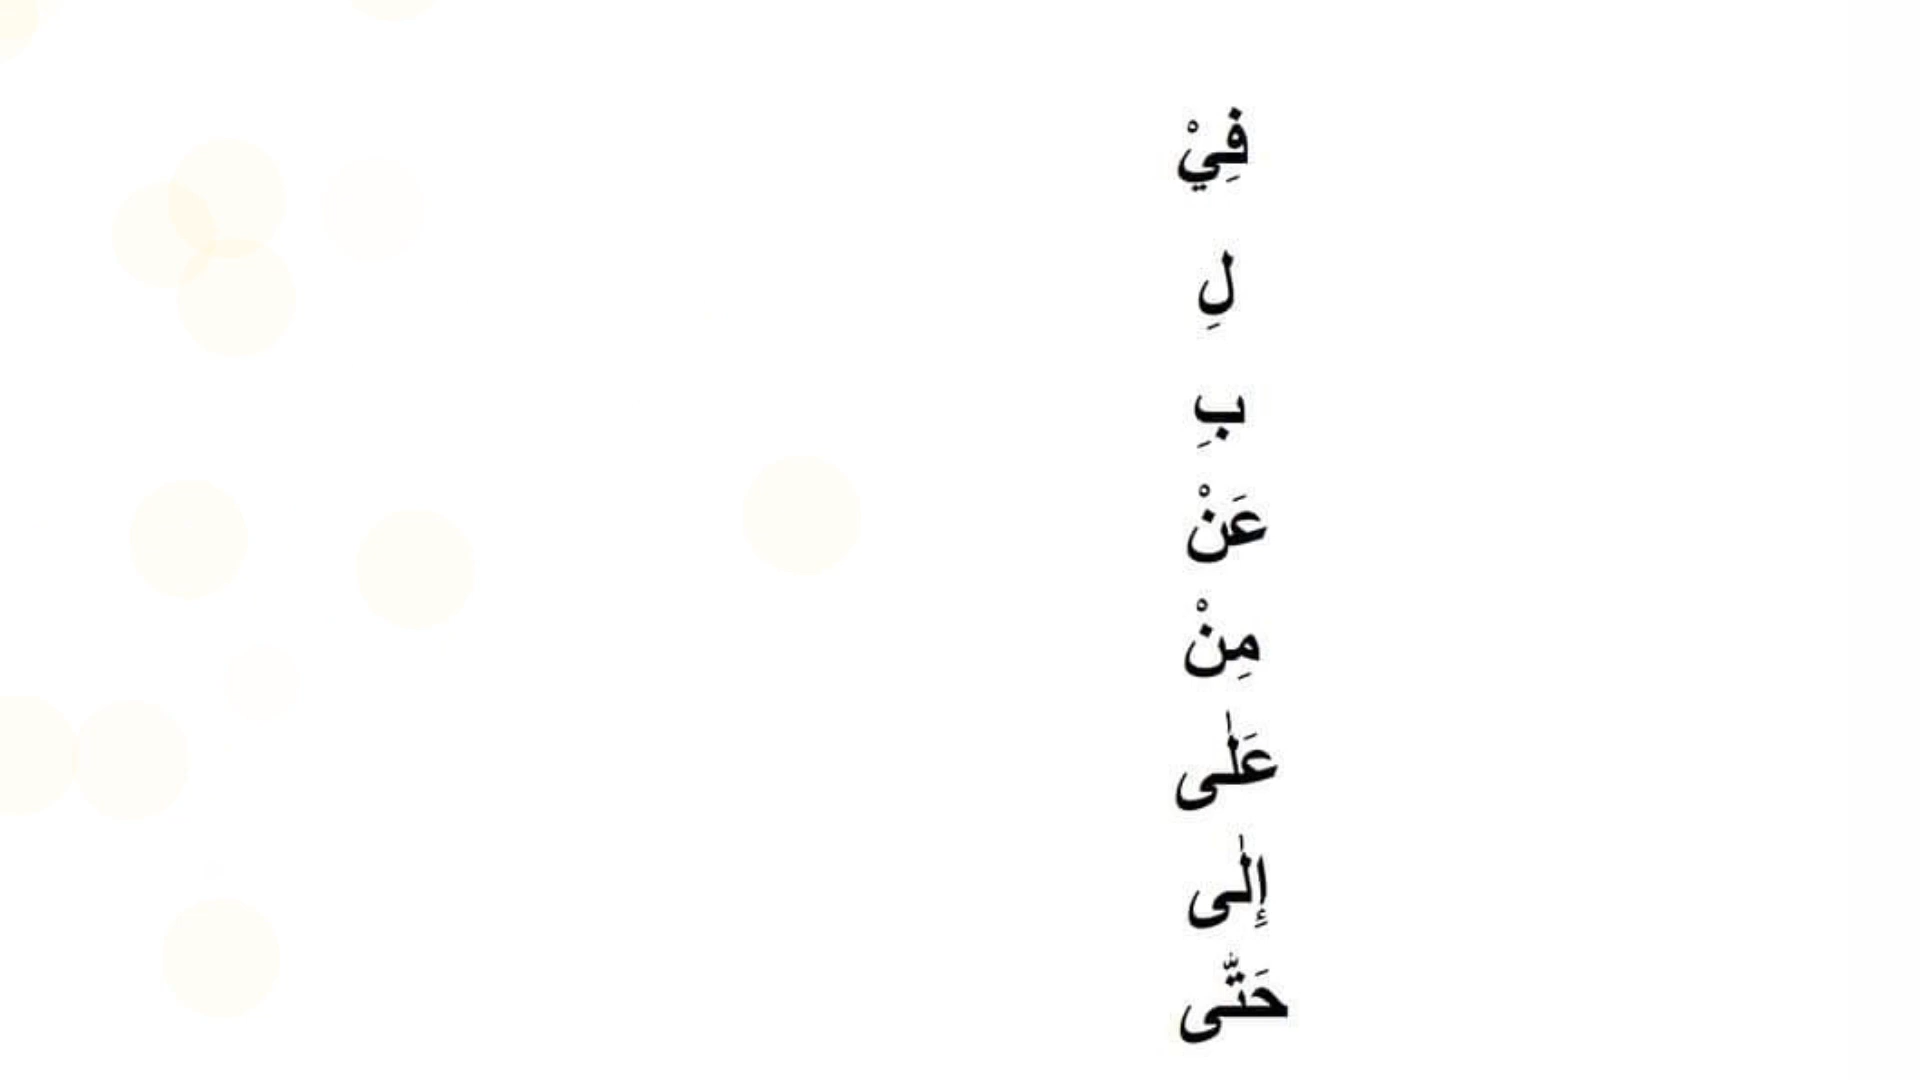 فِيْ
لِ
بِ
عَنْ
مِنْ
عَلٰى
إِلٰى
حَتّٰى